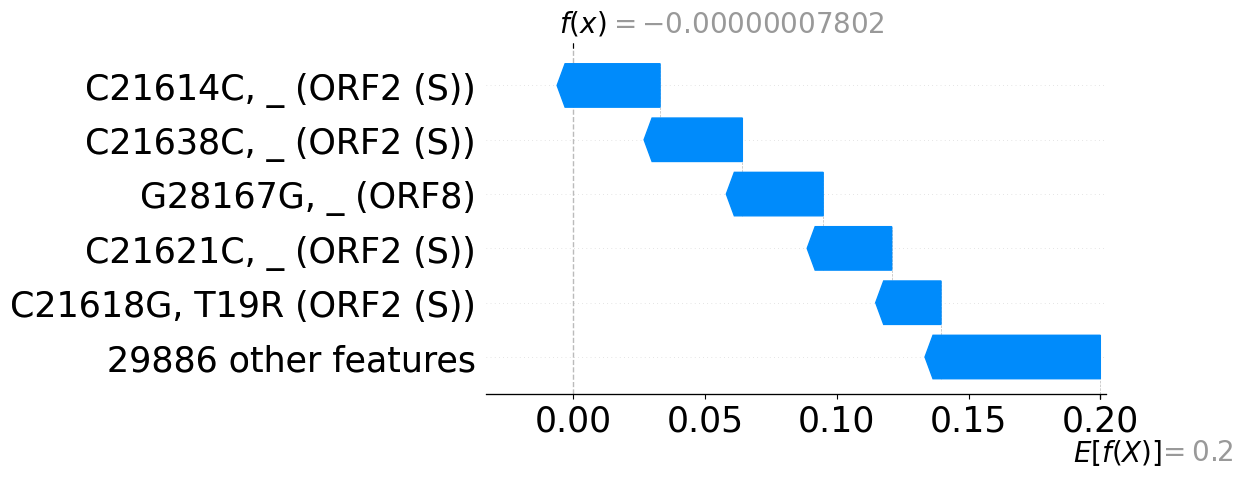 f(x) = −0.00000007802
C21614C, _ (ORF2 (S))
C21638C, _ (ORF2 (S))
G28167G, _ (ORF8)
C21621C, _ (ORF2 (S))
C21618G, T19R (ORF2 (S))
29886 other features
0.00 0.05 0.10 0.15 0.20
E[f(X)] = 0.2